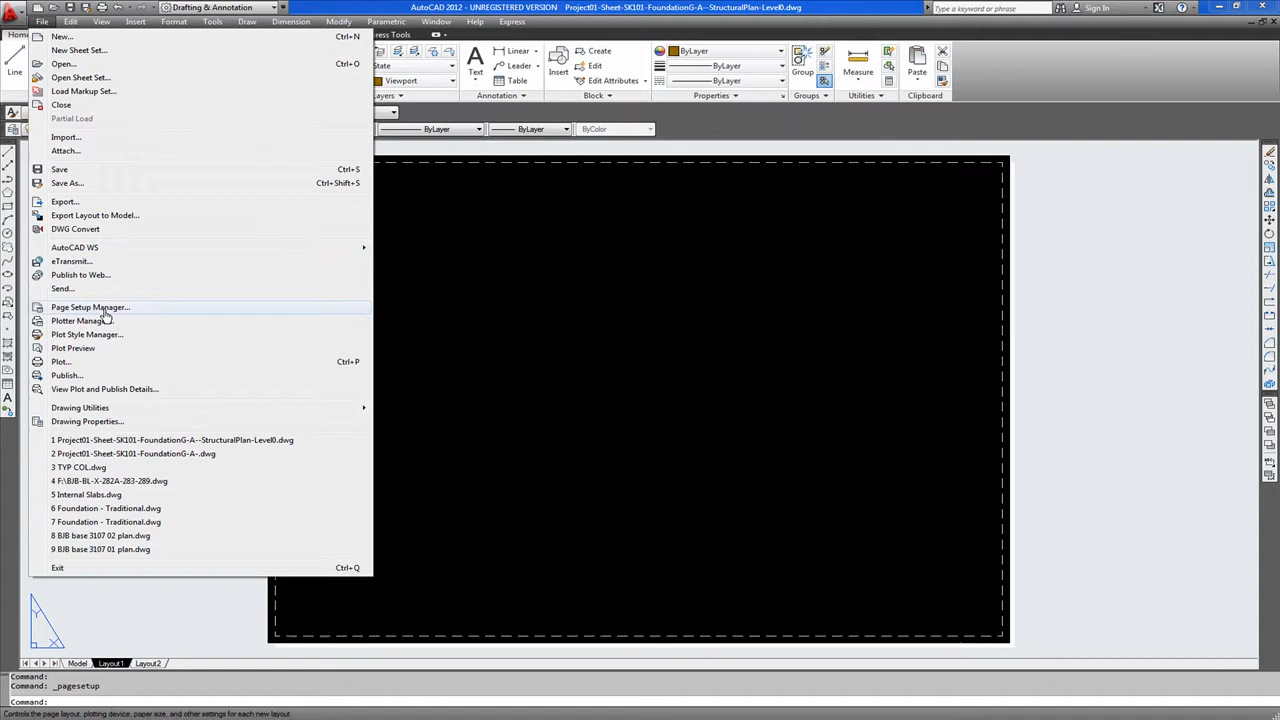 Drafting & Annotation
AutoCAD 2012 - UNREGISTERED VERSION Project01-Sheet-SK101-FoundationG-A--StructuralPlan-Level0.dwg
Type a keyword or phrase
Sign In
File Edit View Insert Format Tools Draw Dimension Modify Parametric Window Help Express
ress Tools
Line
New... Ctrl+N
New Sheet Set...
Open... Ctrl+O
Open Sheet Set...
Load Markup Set...
Close
Partial Load
Import...
Attach...
Save Ctrl+S
Save As... Ctrl+Shift+S
Export...
Export Layout to Model...
DWG Convert
AutoCAD WS
eTransmit...
Publish to Web...
Send...
Page Setup Manager...
Plotter Manager...
Plot Style Manager...
Plot Preview
Plot... Ctrl+P
Publish...
View Plot and Publish Details...
Drawing Utilities
Drawing Properties...
1 Project01-Sheet-SK101-FoundationG-A--StructuralPlan-Level0.dwg
2 Project01-Sheet-SK101-FoundationG-A-.dwg
3 TYP COL.dwg
4 F:\BJB-BL-X-282A-283-289.dwg
5 Internal Slabs.dwg
6 Foundation - Traditional.dwg
7 Foundation - Traditional.dwg
8 BJB base 3107 02 plan.dwg
9 BJB base 3107 01 plan.dwg
Exit Ctrl+Q
State
Viewport
yers
Text
Linear
Leader
Table
Annotation
Insert
Create
Edit
Edit Attributes
Block
ByLayer
ByLayer
ByLayer
Properties
Group
Groups
Measure
Utilities
Paste
Clipboard
ByLayer ByLayer ByColor
Y
X
Model Layout1 Layout2
Command:
Command: _pagesetup
Command:
Controls the page layout, plotting device, paper size, and other settings for each new layout